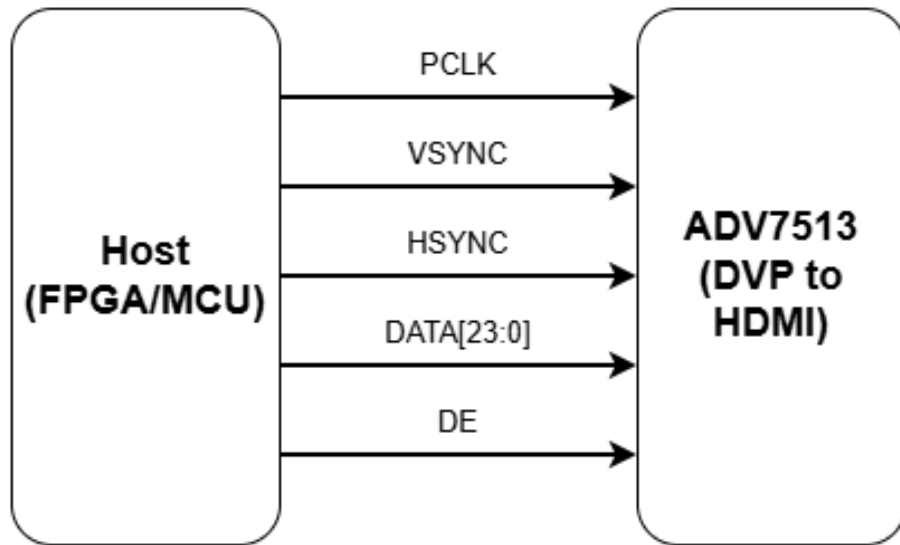 Host
(FPGA/MCU)
PCLK
VSYNC
HSYNC
DATA[23:0]
DE
ADV7513
(DVP to
HDMI)